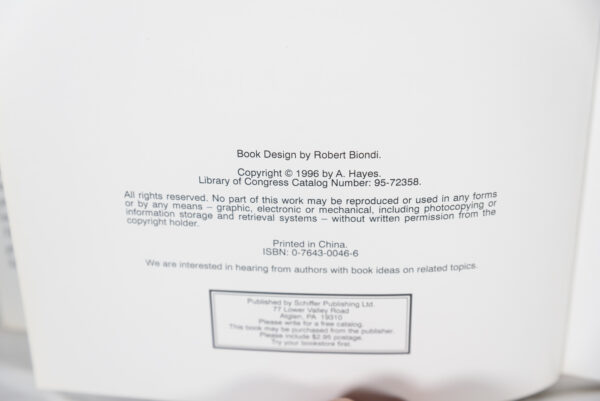 Book Design by Robert Biondi.
Copyright © 1996 by A. Hayes.
Library of Congress Catalog Number: 95-72358.
All rights reserved. No part of this work may be reproduced or used in any forms
or by any means – graphic, electronic or mechanical, including photocopying or
information storage and retrieval systems – without written permission from the
copyright holder.
Printed in China.
ISBN: 0-7643-0046-6
We are interested in hearing from authors with book ideas on related topics.
Published by Schiffer Publishing Ltd.
77 Lower Valley Road
Atglen, PA 19310
Please write for a free catalog.
This book may be purchased from the publisher.
Please include $2.95 postage.
Try your bookstore first.